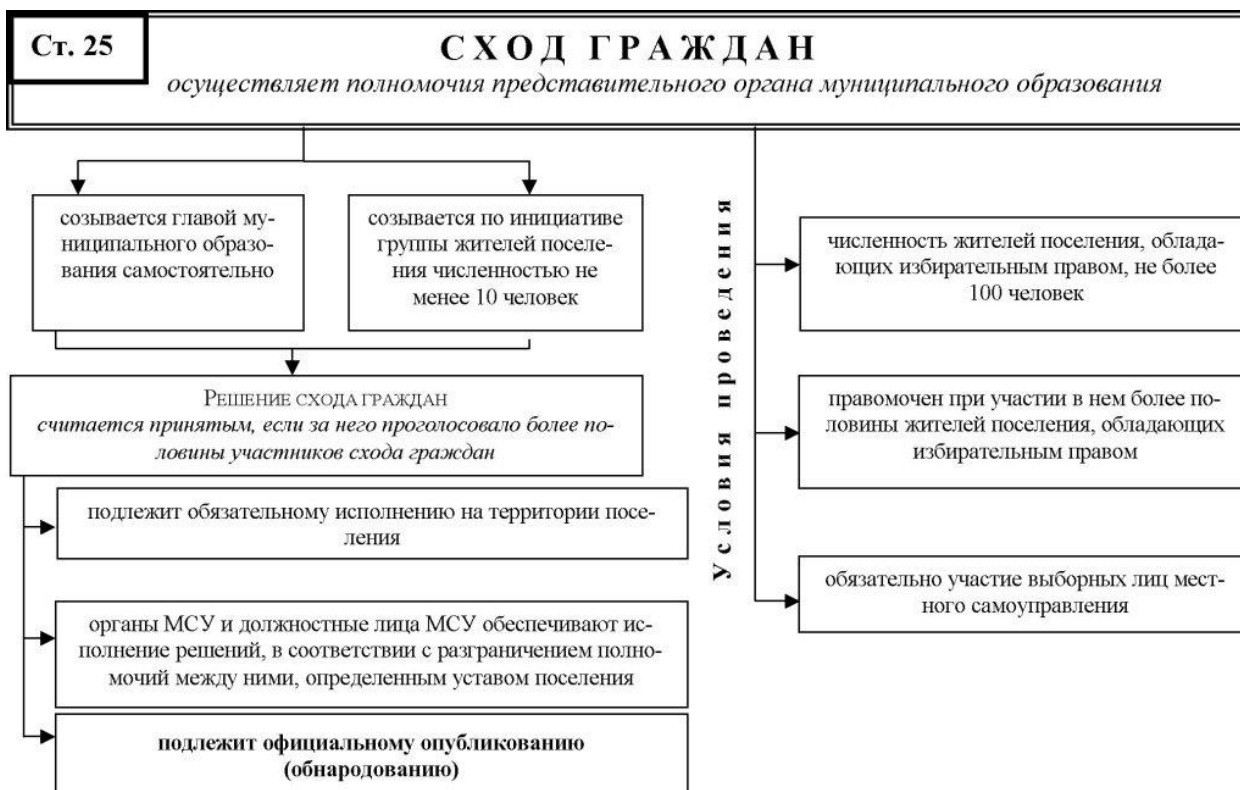 Ст. 25
СХОД ГРАЖДАН
осуществляет полномочия представительного органа муниципального образования
созывается главой му-
ниципального образо-
вания самостоятельно
созывается по инициативе
группы жителей поселе-
ния численностью не
менее 10 человек
РЕШЕНИЕ СХОДА ГРАЖДАН
считается принятым, если за него проголосовало более по-
ловины участников схода граждан
подлежит обязательному исполнению на территории посе-
ления
органы МСУ и должностные лица МСУ обеспечивают ис-
полнение решений, в соответствии с разграничением полно-
мочий между ними, определенным уставом поселения
подлежит официальному опубликованию
(обнародованию)
Условия проведения
численность жителей поселения, облада-
ющих избирательным правом, не более
100 человек
правомочен при участии в нем более по-
ловины жителей поселения, обладающих
избирательным правом
обязательно участие выборных лиц мест-
ного самоуправления